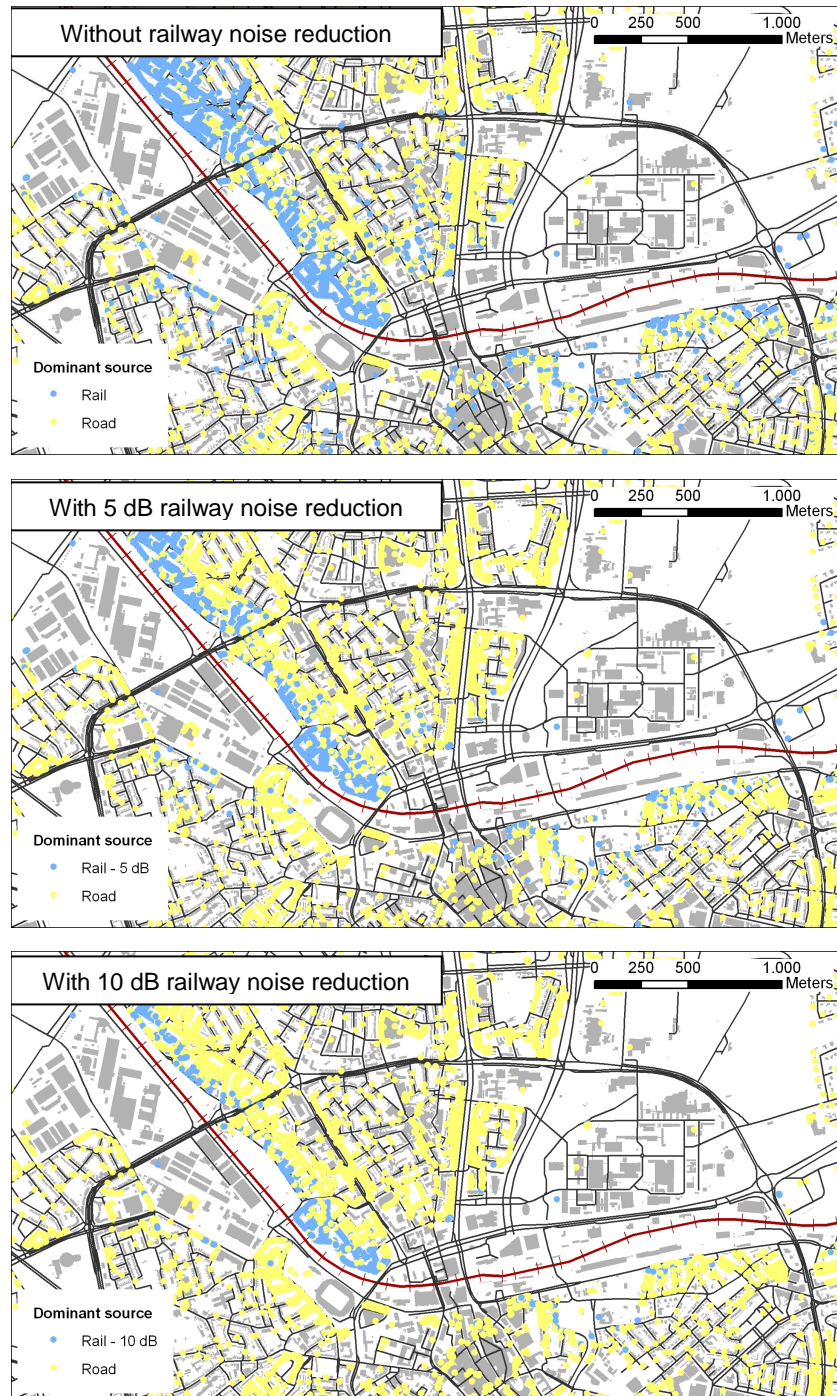 Without railway noise reduction
0 250 500 1.000
Meters
Dominant source
Rail
Road
With 5 dB railway noise reduction
0 250 500 1.000
Meters
Dominant source
Rail - 5 dB
Road
With 10 dB railway noise reduction
0 250 500 1.000
Meters
Dominant source
Rail - 10 dB
Road